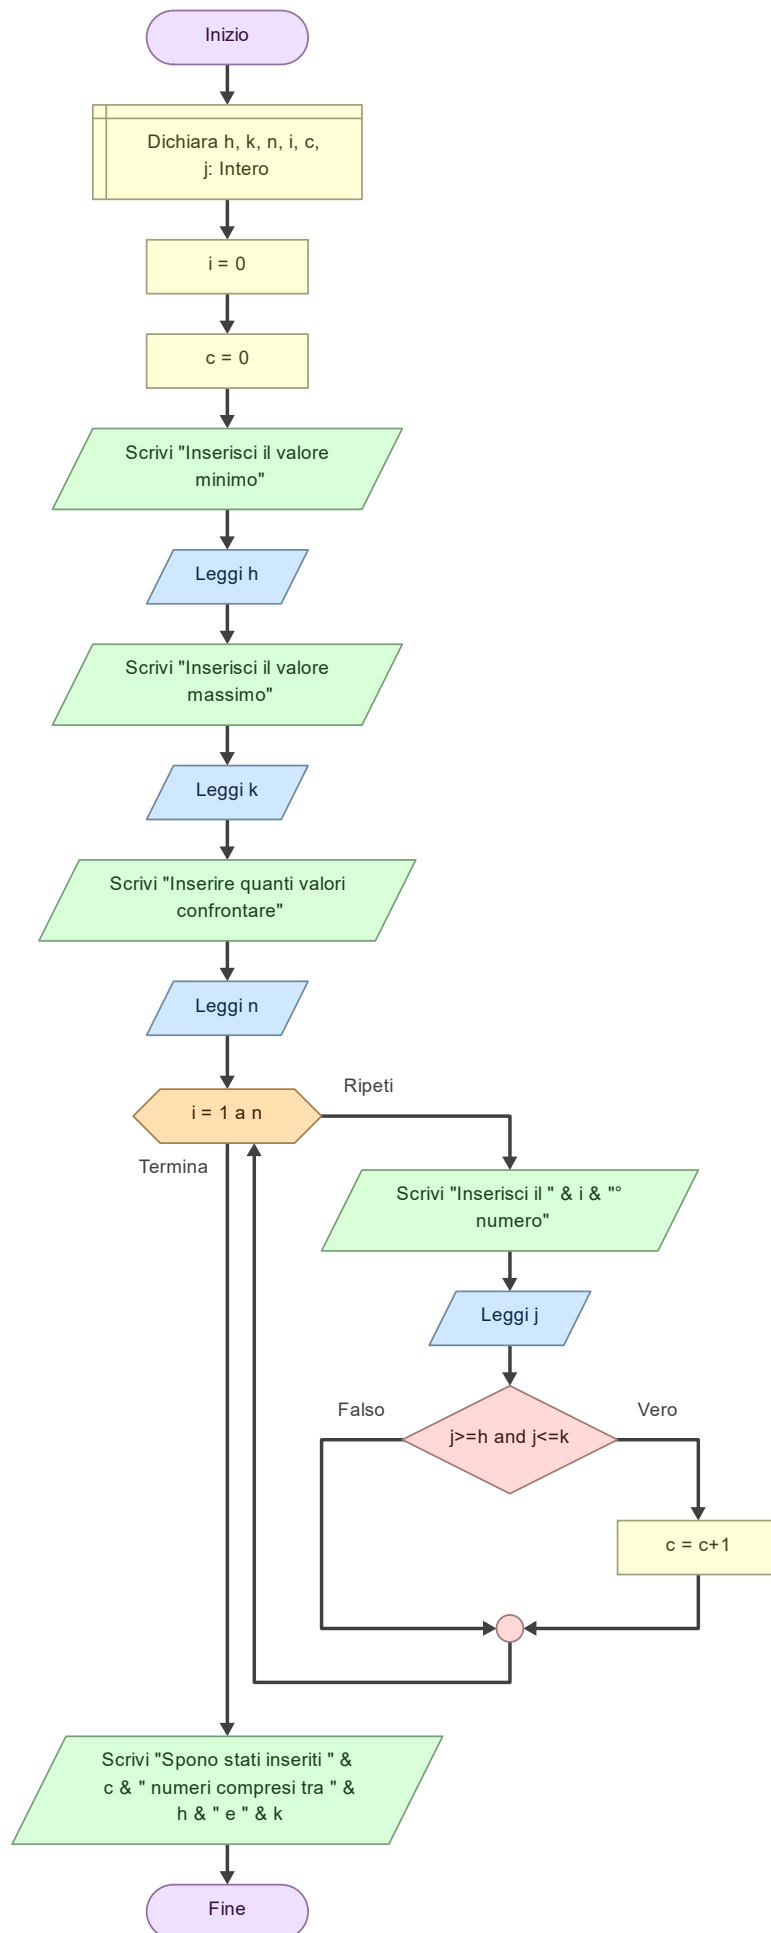 Inizio
Dichiara h, k, n, i, c,
j: Intero
i = 0
c = 0
Scrivi "Inserisci il valore
minimo"
Leggi h
Scrivi "Inserisci il valore
massimo"
Leggi k
Scrivi "Inserire quanti valori
confrontare"
Leggi n
i = 1 a n
Ripeti
Termina
Scrivi "Inserisci il " & i & "°
numero"
Leggi j
j>=h and j<=k
Falso
Vero
c = c+1
Scrivi "Spono stati inseriti " &
c & " numeri compresi tra " &
h & " e " & k
Fine